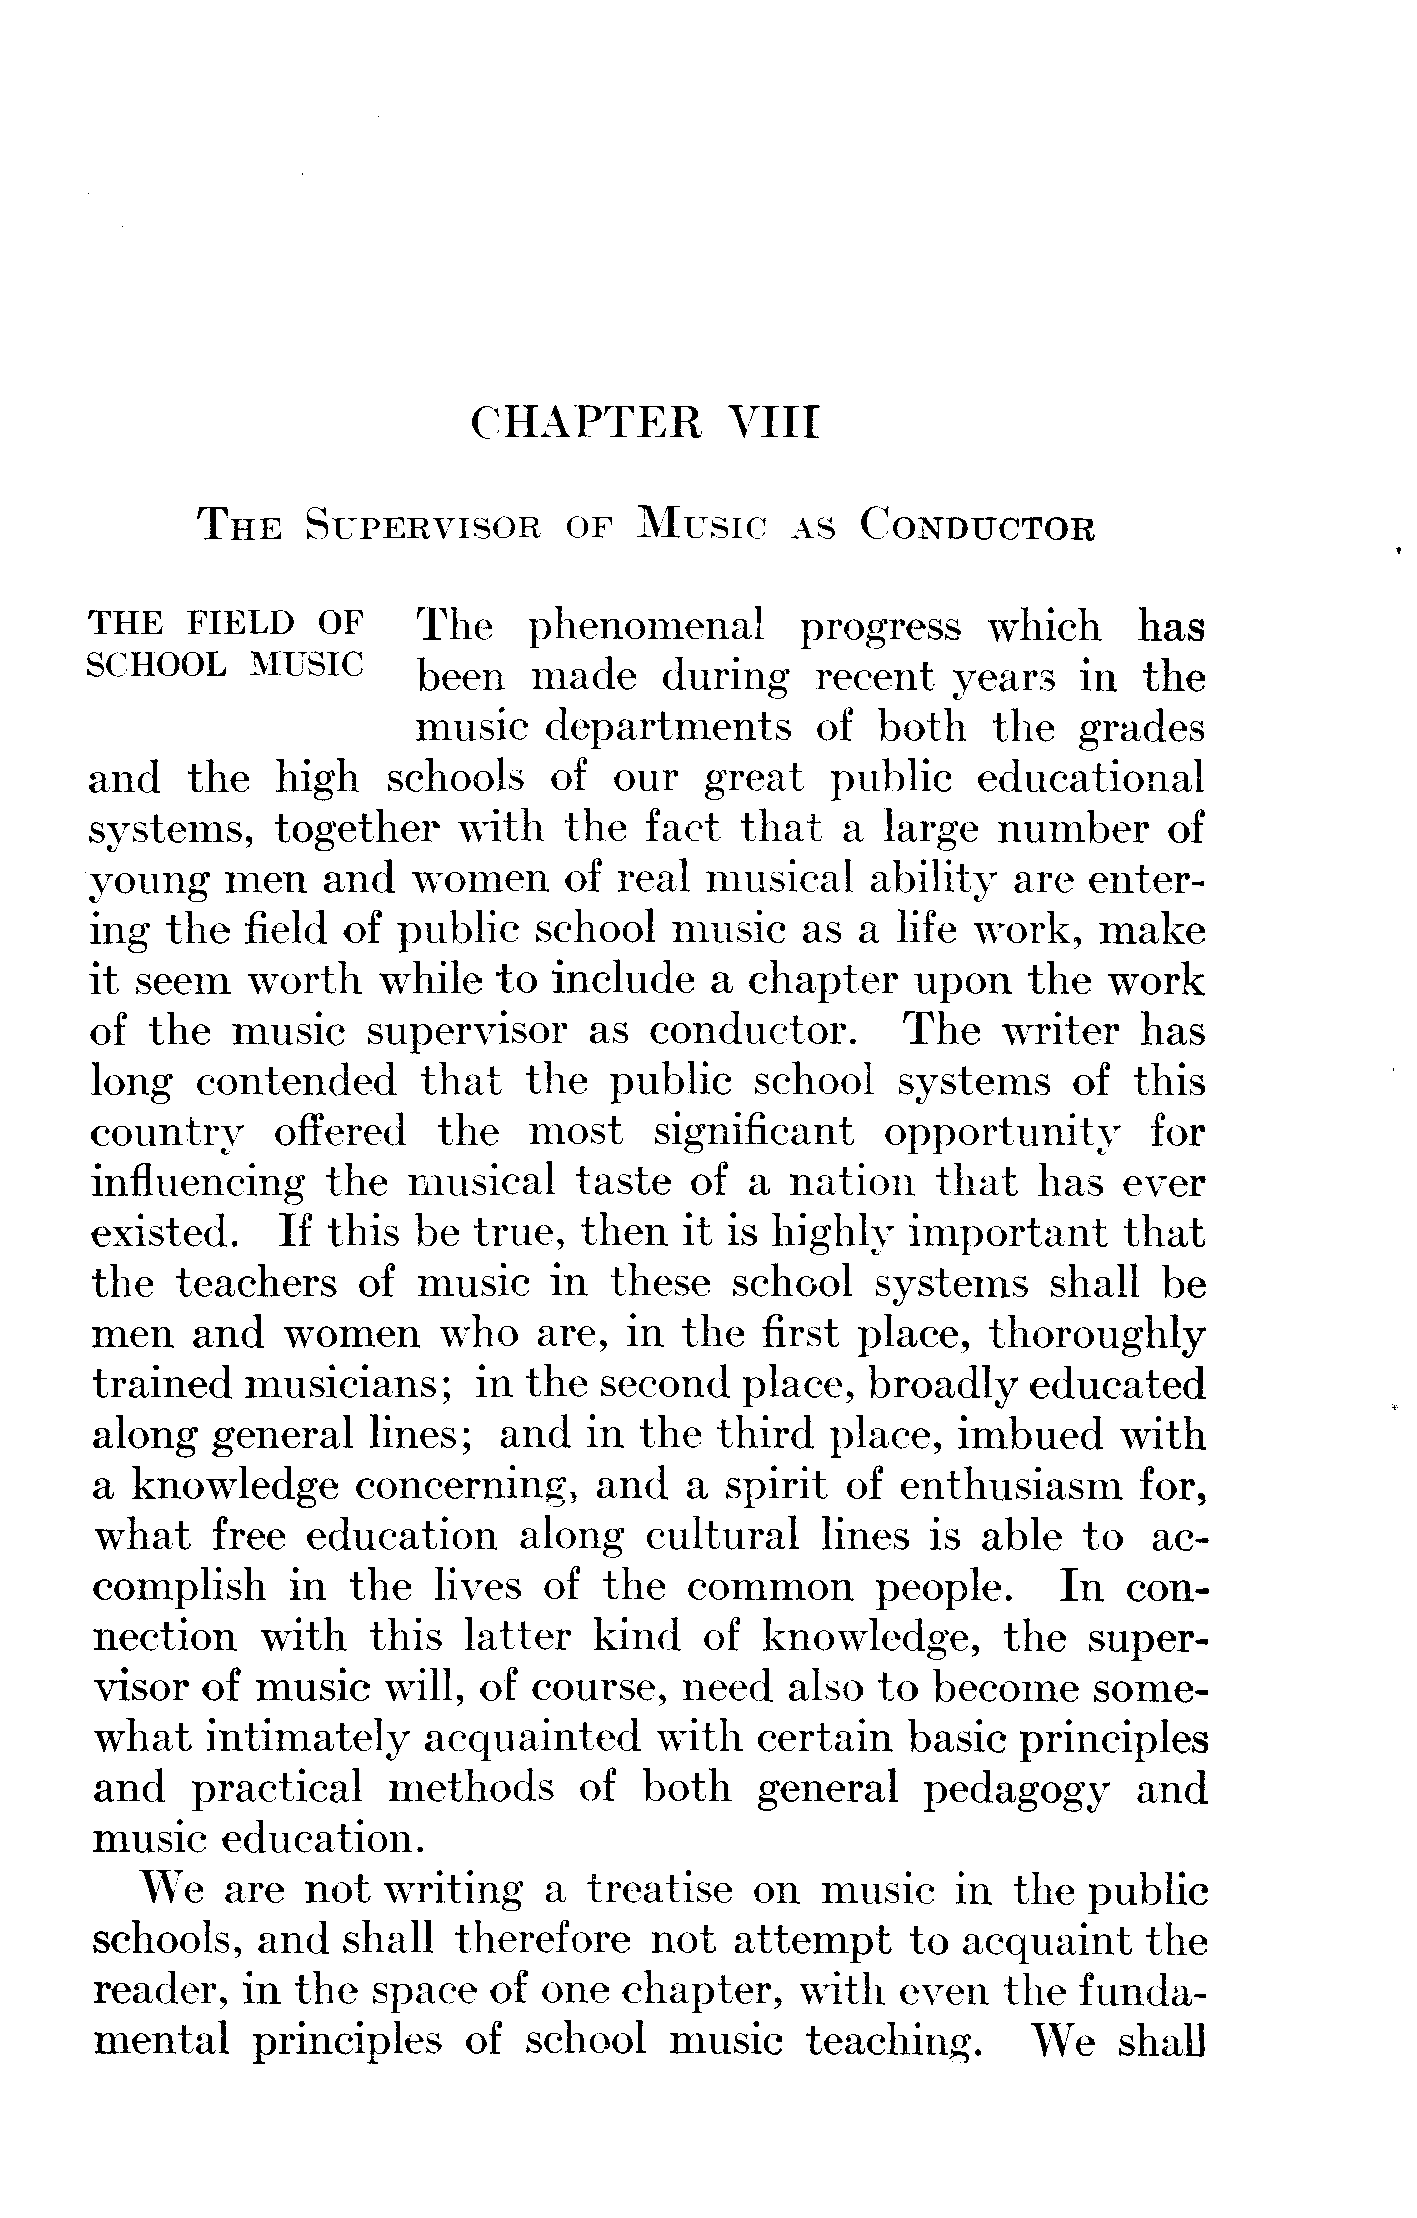 CHAPTER VIII
The Supervisor of Music as Conductor
THE FIELD OF
SCHOOL MUSIC
The phenomenal progress which has
been made during recent years in the
music departments of both the grades
and the high schools of our great public educational
systems, together with the fact that a large number of
young men and women of real musical ability are enter-
ing the field of public school music as a life work, make
it seem worth while to include a chapter upon the work
of the music supervisor as conductor. The writer has
long contended that the public school systems of this
country offered the most significant opportunity for
influencing the musical taste of a nation that has ever
existed. If this be true, then it is highly important that
the teachers of music in these school systems shall be
men and women who are, in the first place, thoroughly
trained musicians; in the second place, broadly educated
along general lines; and in the third place, imbued with
a knowledge concerning, and a spirit of enthusiasm for,
what free education along cultural lines is able to ac-
complish in the lives of the common people. In con-
nection with this latter kind of knowledge, the super-
visor of music will, of course, need also to become some-
what intimately acquainted with certain basic principles
and practical methods of both general pedagogy and
music education.
We are not writing a treatise on music in the public
schools, and shall therefore not attempt to acquaint the
reader, in the space of one chapter, with even the funda-
mental principles of school music teaching. We shall